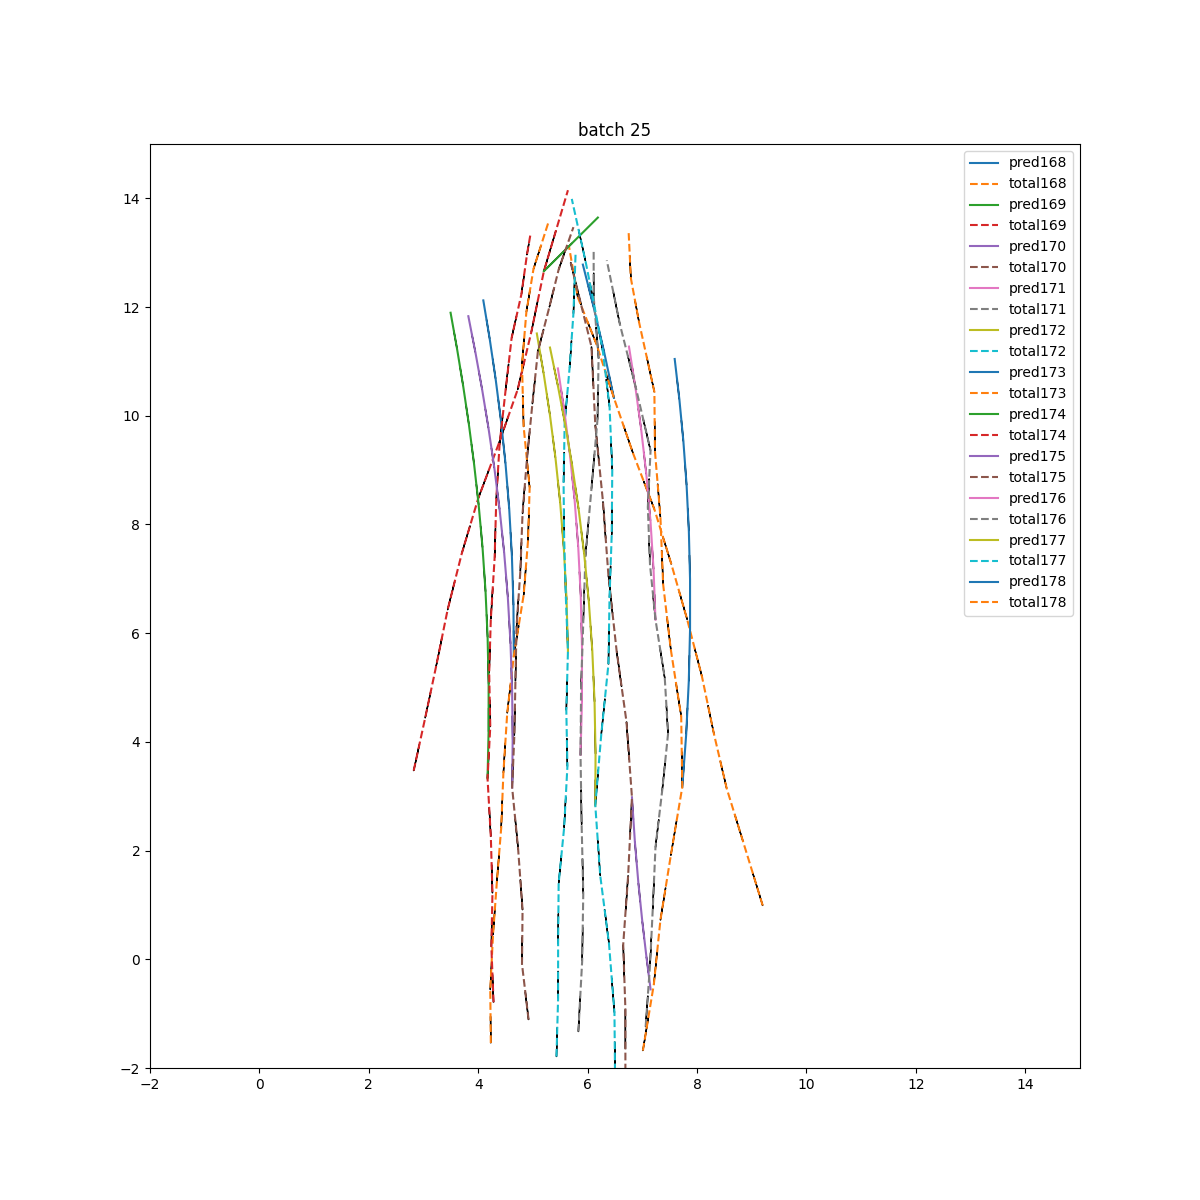 batch 25
pred168
total168
pred169
total169
pred170
total170
pred171
total171
pred172
total172
pred173
total173
pred174
total174
pred175
total175
pred176
total176
pred177
total177
pred178
total178
14
12
10
8
6
4
2
0
−2
−2 0 2 4 6 8 10 12 14